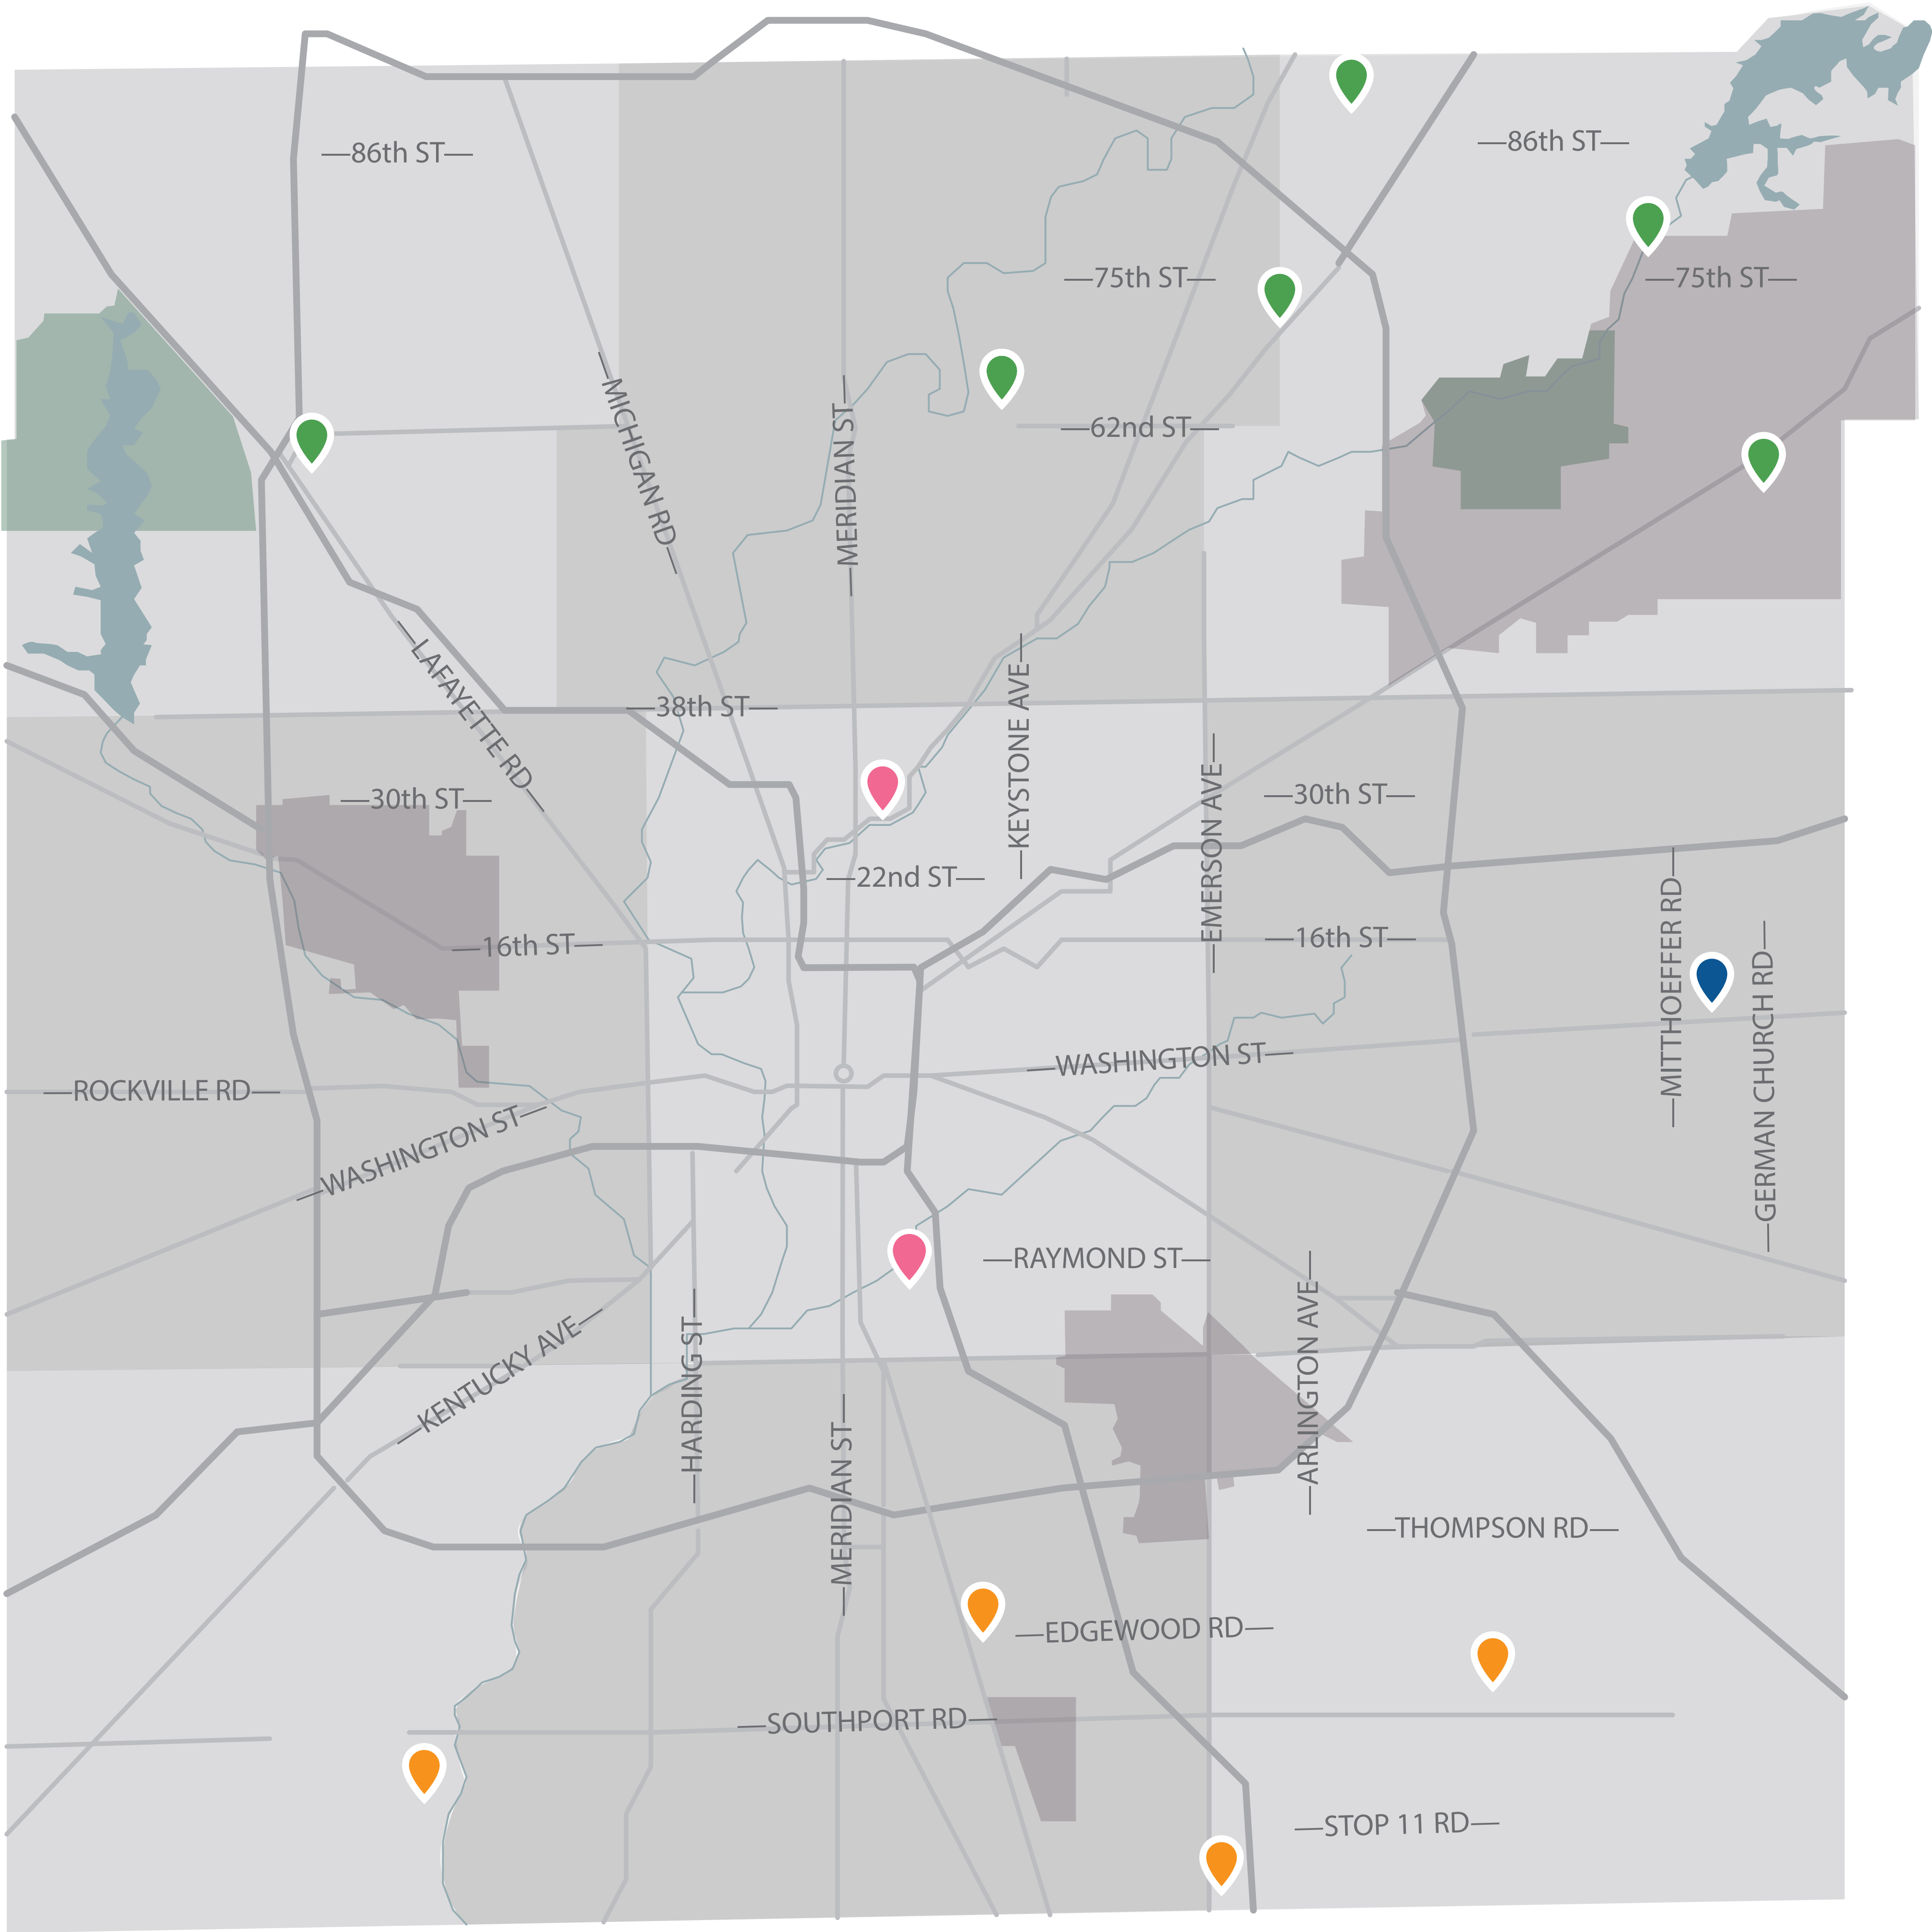 —86th ST—
—86th ST—
—75th ST—
—75th ST—
—MICHIGAN RD—
—MERIDIAN ST—
—62nd ST—
—LAFAYETTE RD—
—38th ST—
—KEYSTONE AVE—
—30th ST—
—30th ST—
—EMERSON AVE—
—22nd ST—
—16th ST—
—16th ST—
—MITTHOEFFER RD—
—GERMAN CHURCH RD—
—WASHINGTON ST—
—ROCKVILLE RD—
—WASHINGTON ST—
—RAYMOND ST—
—KENTUCKY AVE—
—HARDING ST—
—ARLINGTON AVE—
—MERIDIAN ST—
—THOMPSON RD—
—EDGEWOOD RD—
—SOUTHPORT RD—
—STOP 11 RD—